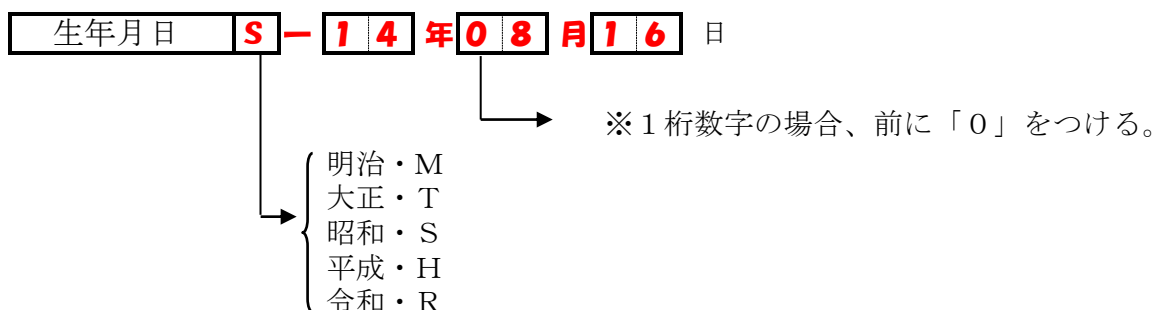 生年月日 S－14年08月16 日
※１桁数字の場合、前に「０」をつける。
明治・Ｍ
大正・Ｔ
昭和・Ｓ
平成・Ｈ
令和・Ｒ